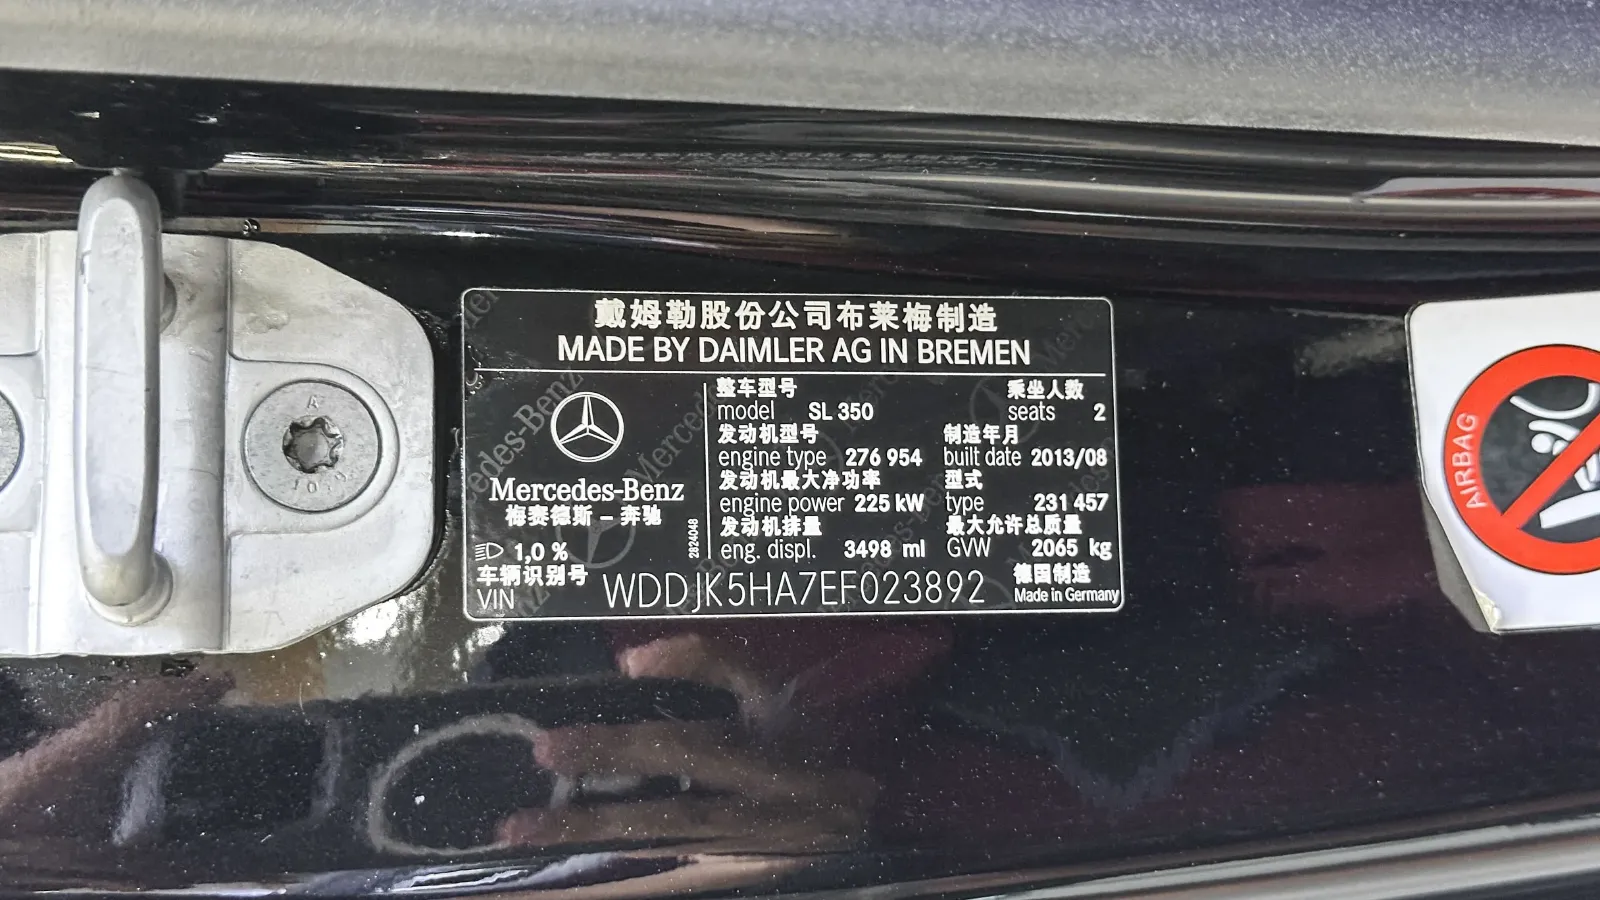 戴姆勒股份公司布莱梅制造
MADE BY DAIMLER AG IN BREMEN
Mercedes-Benz
梅赛德斯 – 奔驰
1,0 %
2824048
整车型号
model SL 350
乘坐人数
seats 2
发动机型号
engine type 276 954
制造年月
built date 2013/08
发动机最大净功率
engine power 225 kW
型式
type 231 457
发动机排量
eng. displ. 3498 ml
最大允许总质量
GVW 2065 kg
车辆识别号
VIN WDDJK5HA7EF023892
德国制造
Made in Germany
AIRBAG